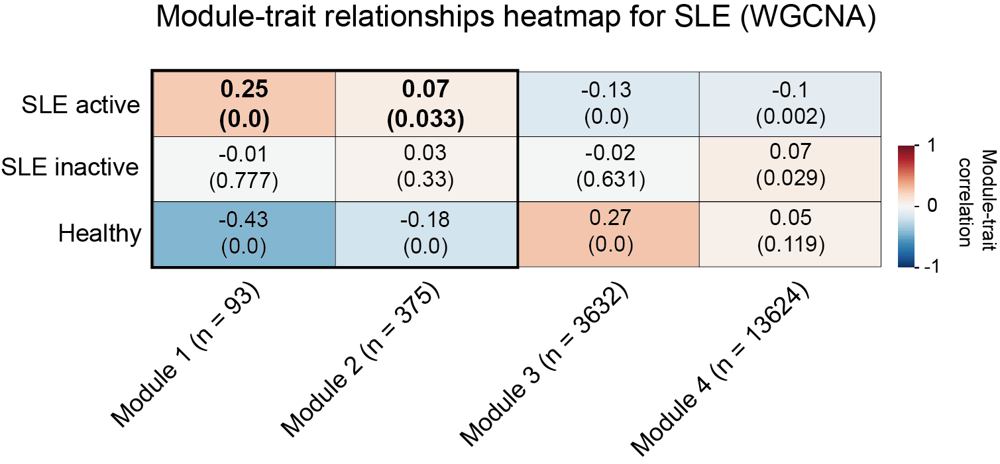 Module-trait relationships heatmap for SLE (WGCNA)
SLE active
0.25
(0.0)
0.07
(0.033)
-0.13
(0.0)
-0.1
(0.002)
SLE inactive
-0.01
(0.777)
0.03
(0.33)
-0.02
(0.631)
0.07
(0.029)
Healthy
-0.43
(0.0)
-0.18
(0.0)
0.27
(0.0)
0.05
(0.119)
Module 1 (n = 93)
Module 2 (n = 375)
Module 3 (n = 3632)
Module 4 (n = 13624)
1
0
-1
Module-trait
correlation